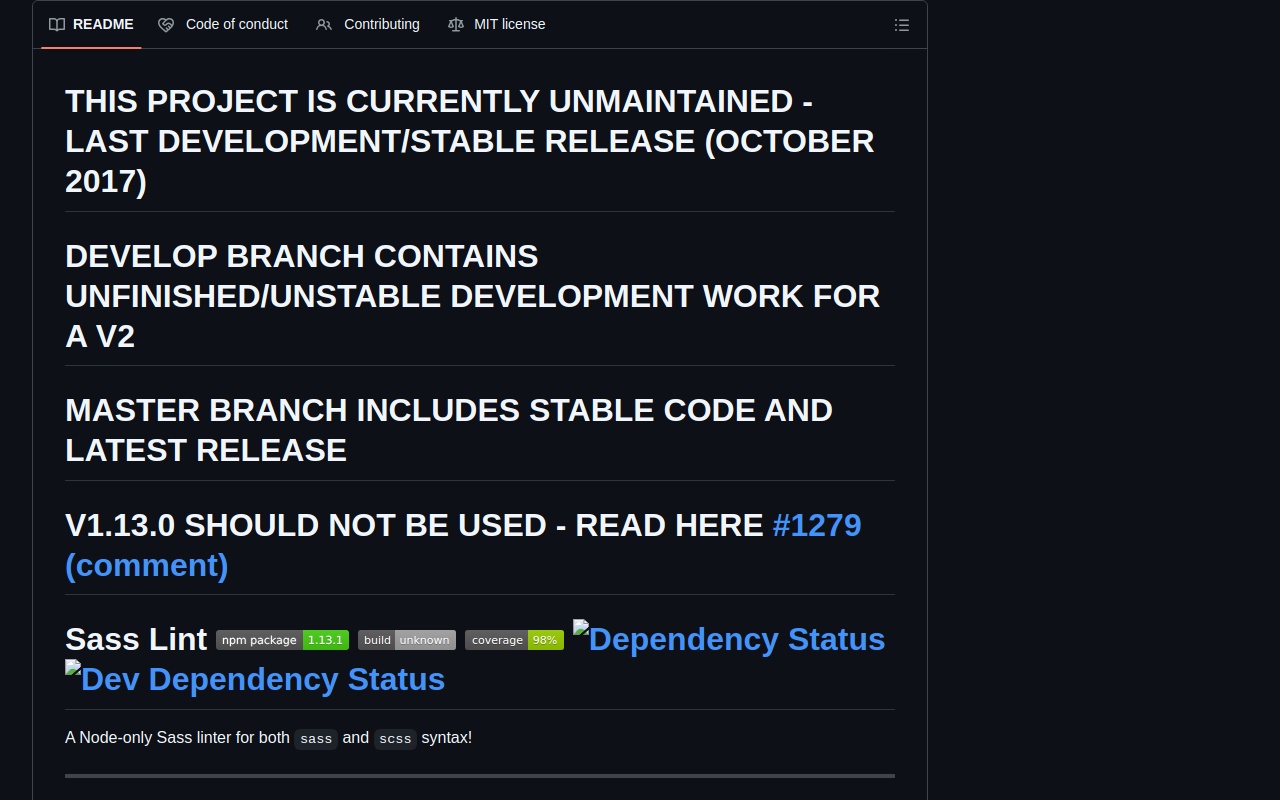 README Code of conduct Contributing MIT license
THIS PROJECT IS CURRENTLY UNMAINTAINED -
LAST DEVELOPMENT/STABLE RELEASE (OCTOBER
2017)
DEVELOP BRANCH CONTAINS
UNFINISHED/UNSTABLE DEVELOPMENT WORK FOR
A V2
MASTER BRANCH INCLUDES STABLE CODE AND
LATEST RELEASE
V1.13.0 SHOULD NOT BE USED - READ HERE #1279
(comment)
Sass Lint npm package 1.13.1 build unknown coverage 98% Dependency Status
Dev Dependency Status
A Node-only Sass linter for both sass and scss syntax!